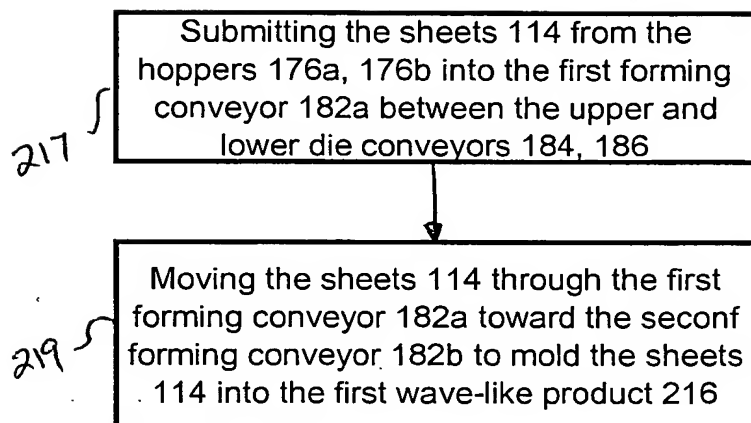 Submitting the sheets 114 from the
hoppers 176a, 176b into the first forming
conveyor 182a between the upper and
lower die conveyors 184, 186
217
Moving the sheets 114 through the first
forming conveyor 182a toward the seconf
forming conveyor 182b to mold the sheets
114 into the first wave-like product 216
219